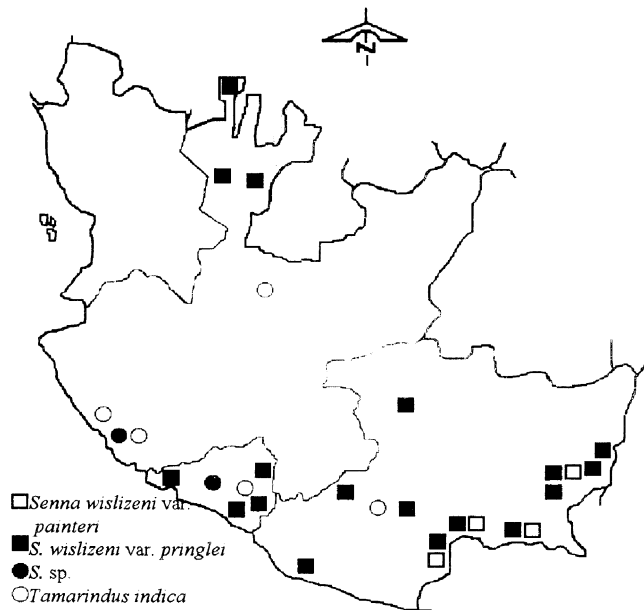 N
Senna wislizeni var.
painteri
S. wislizeni var. pringlei
S. sp.
Tamarindus indica